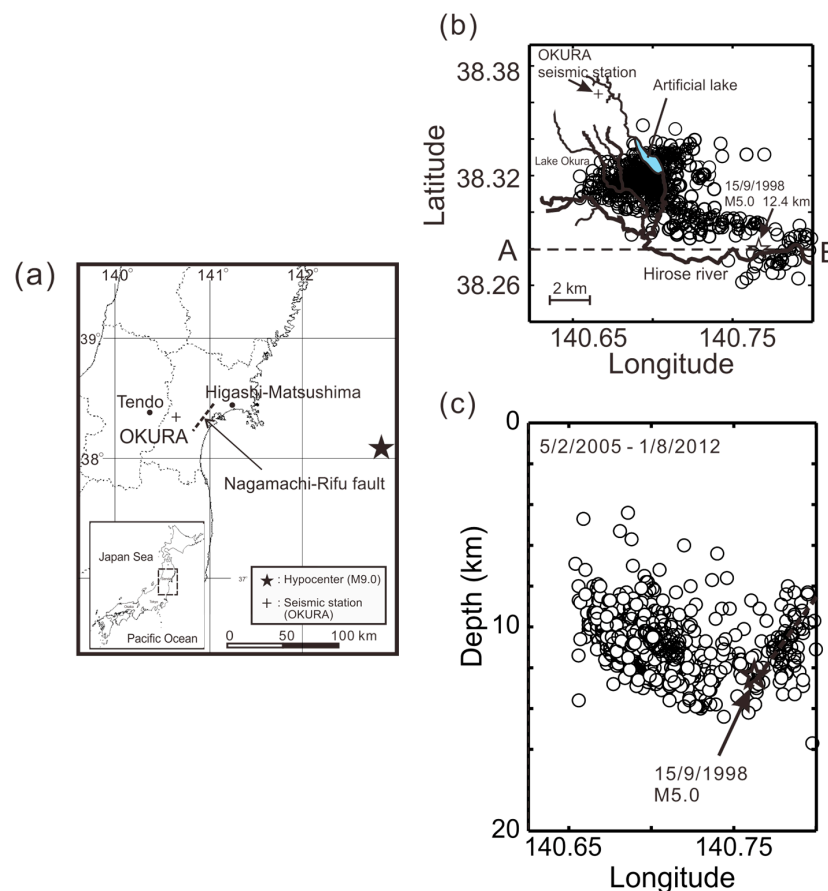 (a)
140°
141°
142°
39°
Tendo
Higashi-Matsushima
OKURA
38°
Nagamachi-Rifu fault
Japan Sea
Pacific Ocean
37°
★ : Hypocenter (M9.0)
+ : Seismic station
(OKURA)
0 50 100 km
(b)
OKURA
seismic station
Artificial lake
38.38
Lake Okura
38.32
15/9/1998
M5.0 12.4 km
Latitude
A
Hirose river
38.26
2 km
140.65
140.75
Longitude
(c)
0
5/2/2005 - 1/8/2012
Depth (km)
10
15/9/1998
M5.0
20
140.65
140.75
Longitude